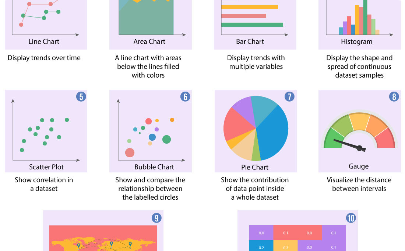 Line Chart
Area Chart
Bar Chart
Histogram
Display trends over time
A line chart with areas
below the lines filled
with colors
Display trends with
multiple variables
Display the shape and
spread of continuous
dataset samples
5
6
7
8
Scatter Plot
Bubble Chart
Pie Chart
Gauge
Show correlation in
a dataset
Show and compare the
relationship between
the labelled circles
Show the contribution
of data point inside
a whole dataset
Visualize the distance
between intervals
9
10